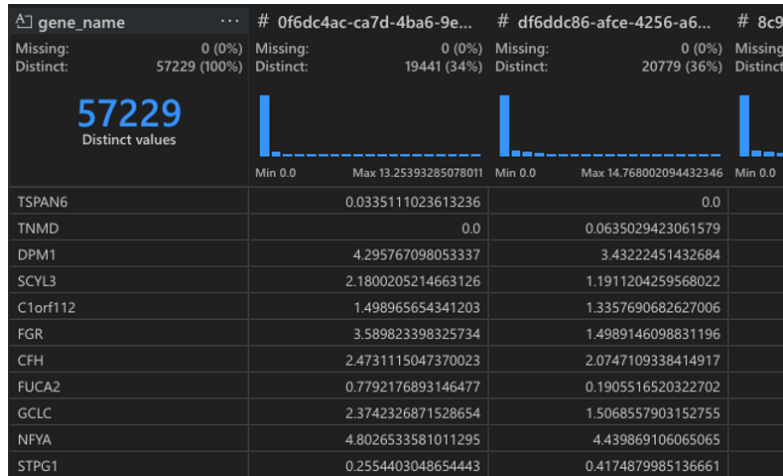 gene_name ··· # 0f6dc4ac-ca7d-4ba6-9e... # df6ddc86-afce-4256-a6... # 8c9
Missing: 0 (0%) Missing: 0 (0%) Missing: 0 (0%) Missing
Distinct: 57229 (100%) Distinct: 19441 (34%) Distinct: 20779 (36%) Distinct
57229
Distinct values
Min 0.0 Max 13.25393285078011 Min 0.0 Max 14.768002094432346 Min 0.0
TSPAN6 0.0335111023613236 0.0
TNMD 0.0 0.0635029423061579
DPM1 4.295767098053337 3.43222451432684
SCYL3 2.1800205214663126 1.1911204259568022
C1orf112 1.498965654341203 1.3357690682627006
FGR 3.589823398325734 1.4989146098831196
CFH 2.4731115047370023 2.0747109338414917
FUCA2 0.7792176893146477 0.1905516520322702
GCLC 2.3742326871528654 1.5068557903152755
NFYA 4.8026533581011295 4.439869106065065
STPG1 0.2554403048654443 0.4174879985136661